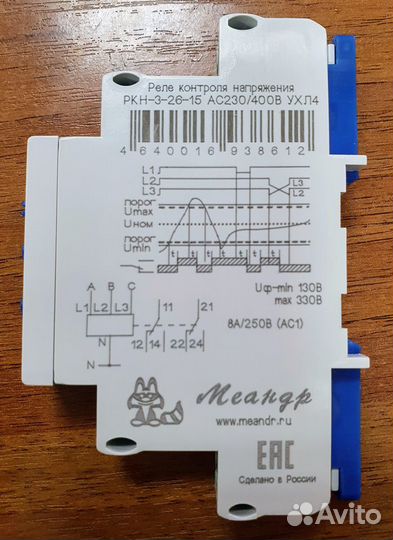 Реле контроля напряжения
РКН-3-26-15 AC230/400В УХЛ4
4 640016 938612
L1
L2
L3
L3
L2
порог
Uмах
Uном
порог
Umin
t t t t t t
Uф-min 130В
max 330В
A B C
L1 L2 L3
N
N
11 21
12 14 22 24
8А/250В (АС1)
Меандр
www.meandr.ru
EAC
Сделано в России
Avito